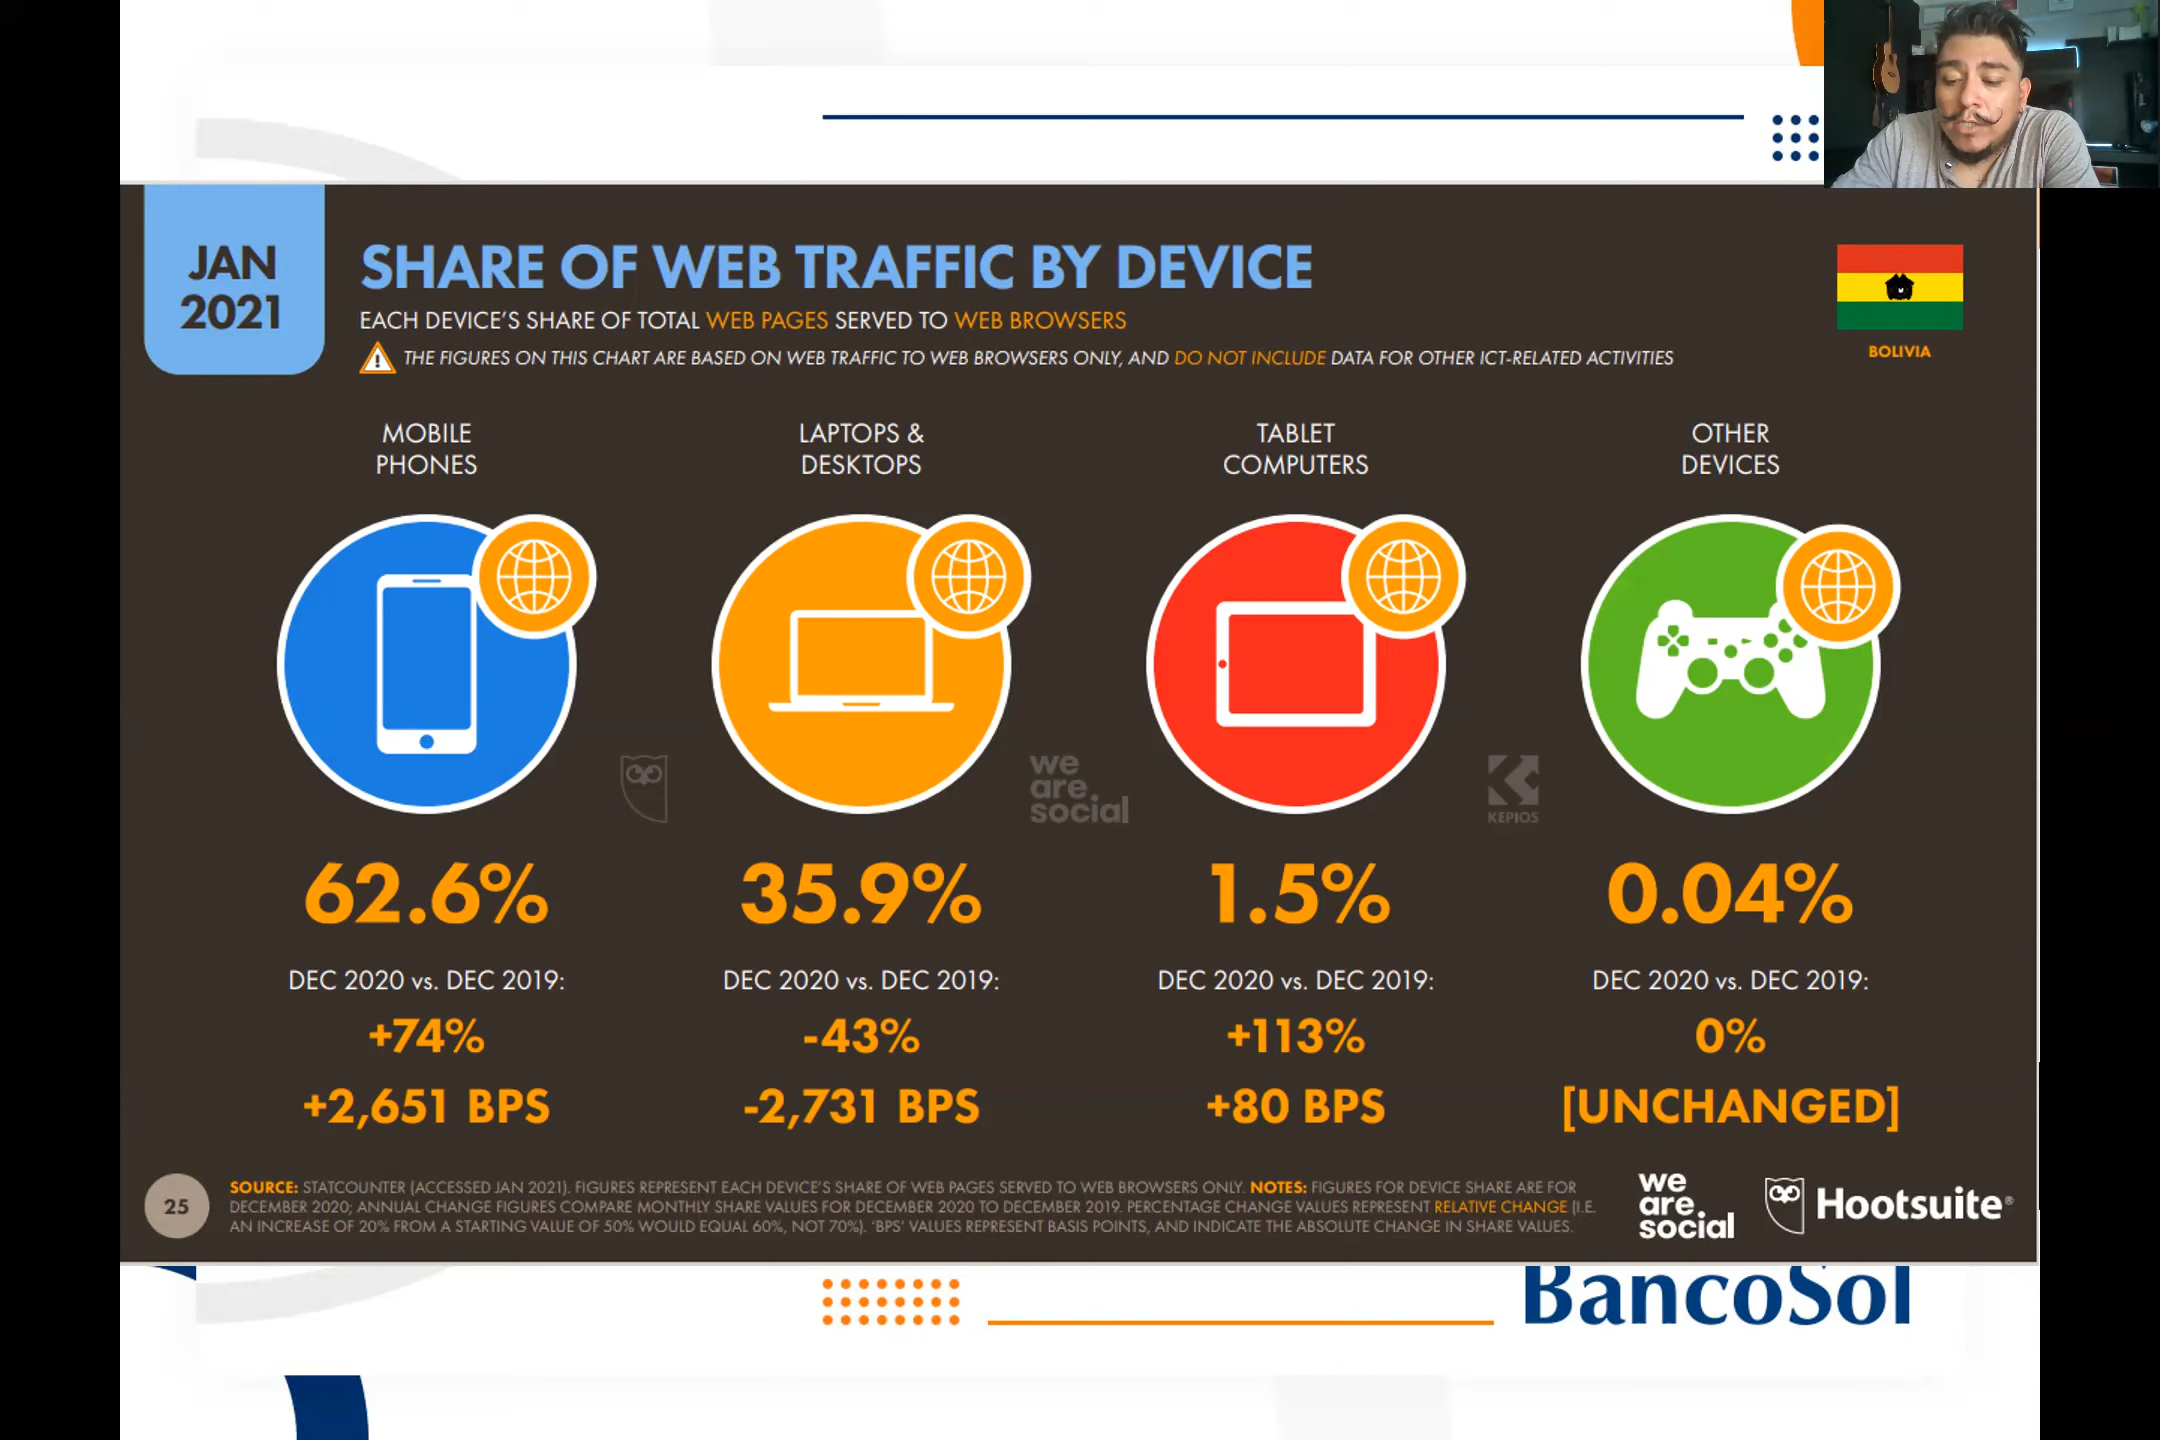 JAN
2021
SHARE OF WEB TRAFFIC BY DEVICE
EACH DEVICE'S SHARE OF TOTAL WEB PAGES SERVED TO WEB BROWSERS
THE FIGURES ON THIS CHART ARE BASED ON WEB TRAFFIC TO WEB BROWSERS ONLY, AND DO NOT INCLUDE DATA FOR OTHER ICT-RELATED ACTIVITIES
BOLIVIA
MOBILE
PHONES
LAPTOPS &
DESKTOPS
TABLET
COMPUTERS
OTHER
DEVICES
we
are.
social
KEPIOS
62.6%
35.9%
1.5%
0.04%
DEC 2020 vs. DEC 2019:
DEC 2020 vs. DEC 2019:
DEC 2020 vs. DEC 2019:
DEC 2020 vs. DEC 2019:
+74%
-43%
+113%
0%
+2,651 BPS
-2,731 BPS
+80 BPS
[UNCHANGED]
25
SOURCE: STATCOUNTER (ACCESSED JAN 2021). FIGURES REPRESENT EACH DEVICE'S SHARE OF WEB PAGES SERVED TO WEB BROWSERS ONLY. NOTES: FIGURES FOR DEVICE SHARE ARE FOR
DECEMBER 2020; ANNUAL CHANGE FIGURES COMPARE MONTHLY SHARE VALUES FOR DECEMBER 2020 TO DECEMBER 2019. PERCENTAGE CHANGE VALUES REPRESENT RELATIVE CHANGE (I.E.
AN INCREASE OF 20% FROM A STARTING VALUE OF 50% WOULD EQUAL 60%, NOT 70%). 'BPS' VALUES REPRESENT BASIS POINTS, AND INDICATE THE ABSOLUTE CHANGE IN SHARE VALUES.
we
are.
social
Hootsuite®
BancoSol